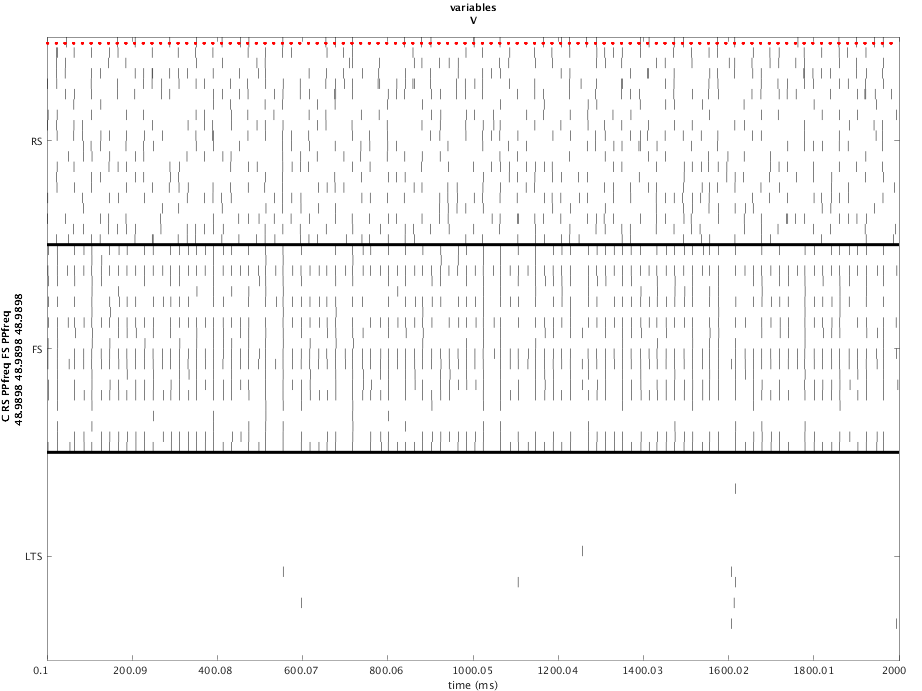 variables
V
RS
FS
LTS
C RS PPfreq FS PPfreq
48.9898 48.9898 48.9898
0.1 200.09 400.08 600.07 800.06 1000.05 1200.04 1400.03 1600.02 1800.01 2000
time (ms)